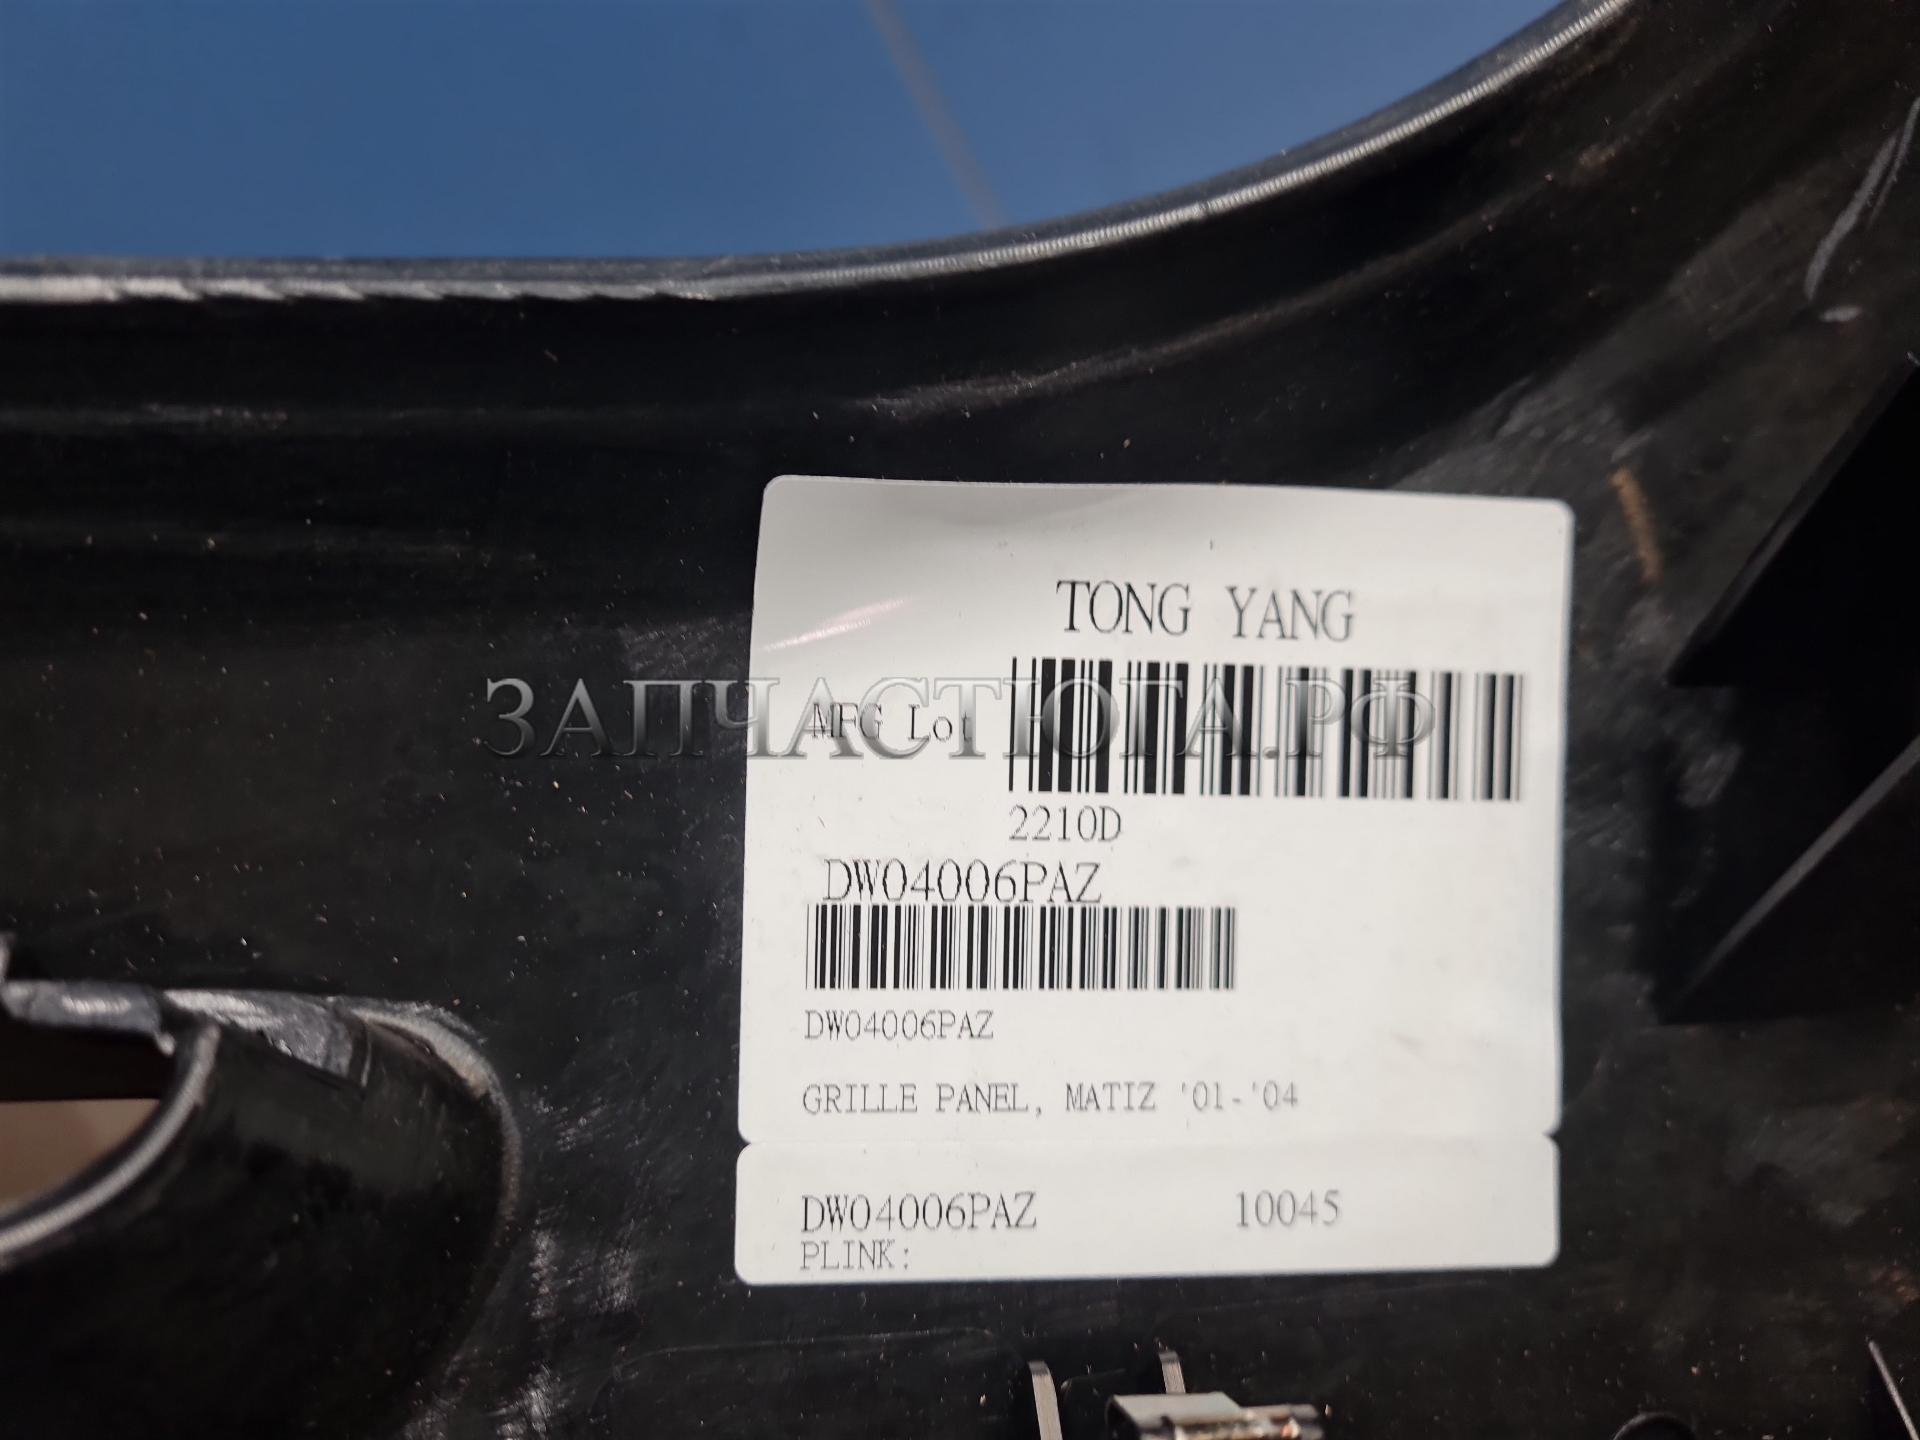 TONG YANG
MFG Lot
ЗАПЧАСТЮГА.РФ
2210D
DW04006PAZ
DW04006PAZ
GRILLE PANEL, MATIZ '01-'04
DW04006PAZ 10045
PLINK: